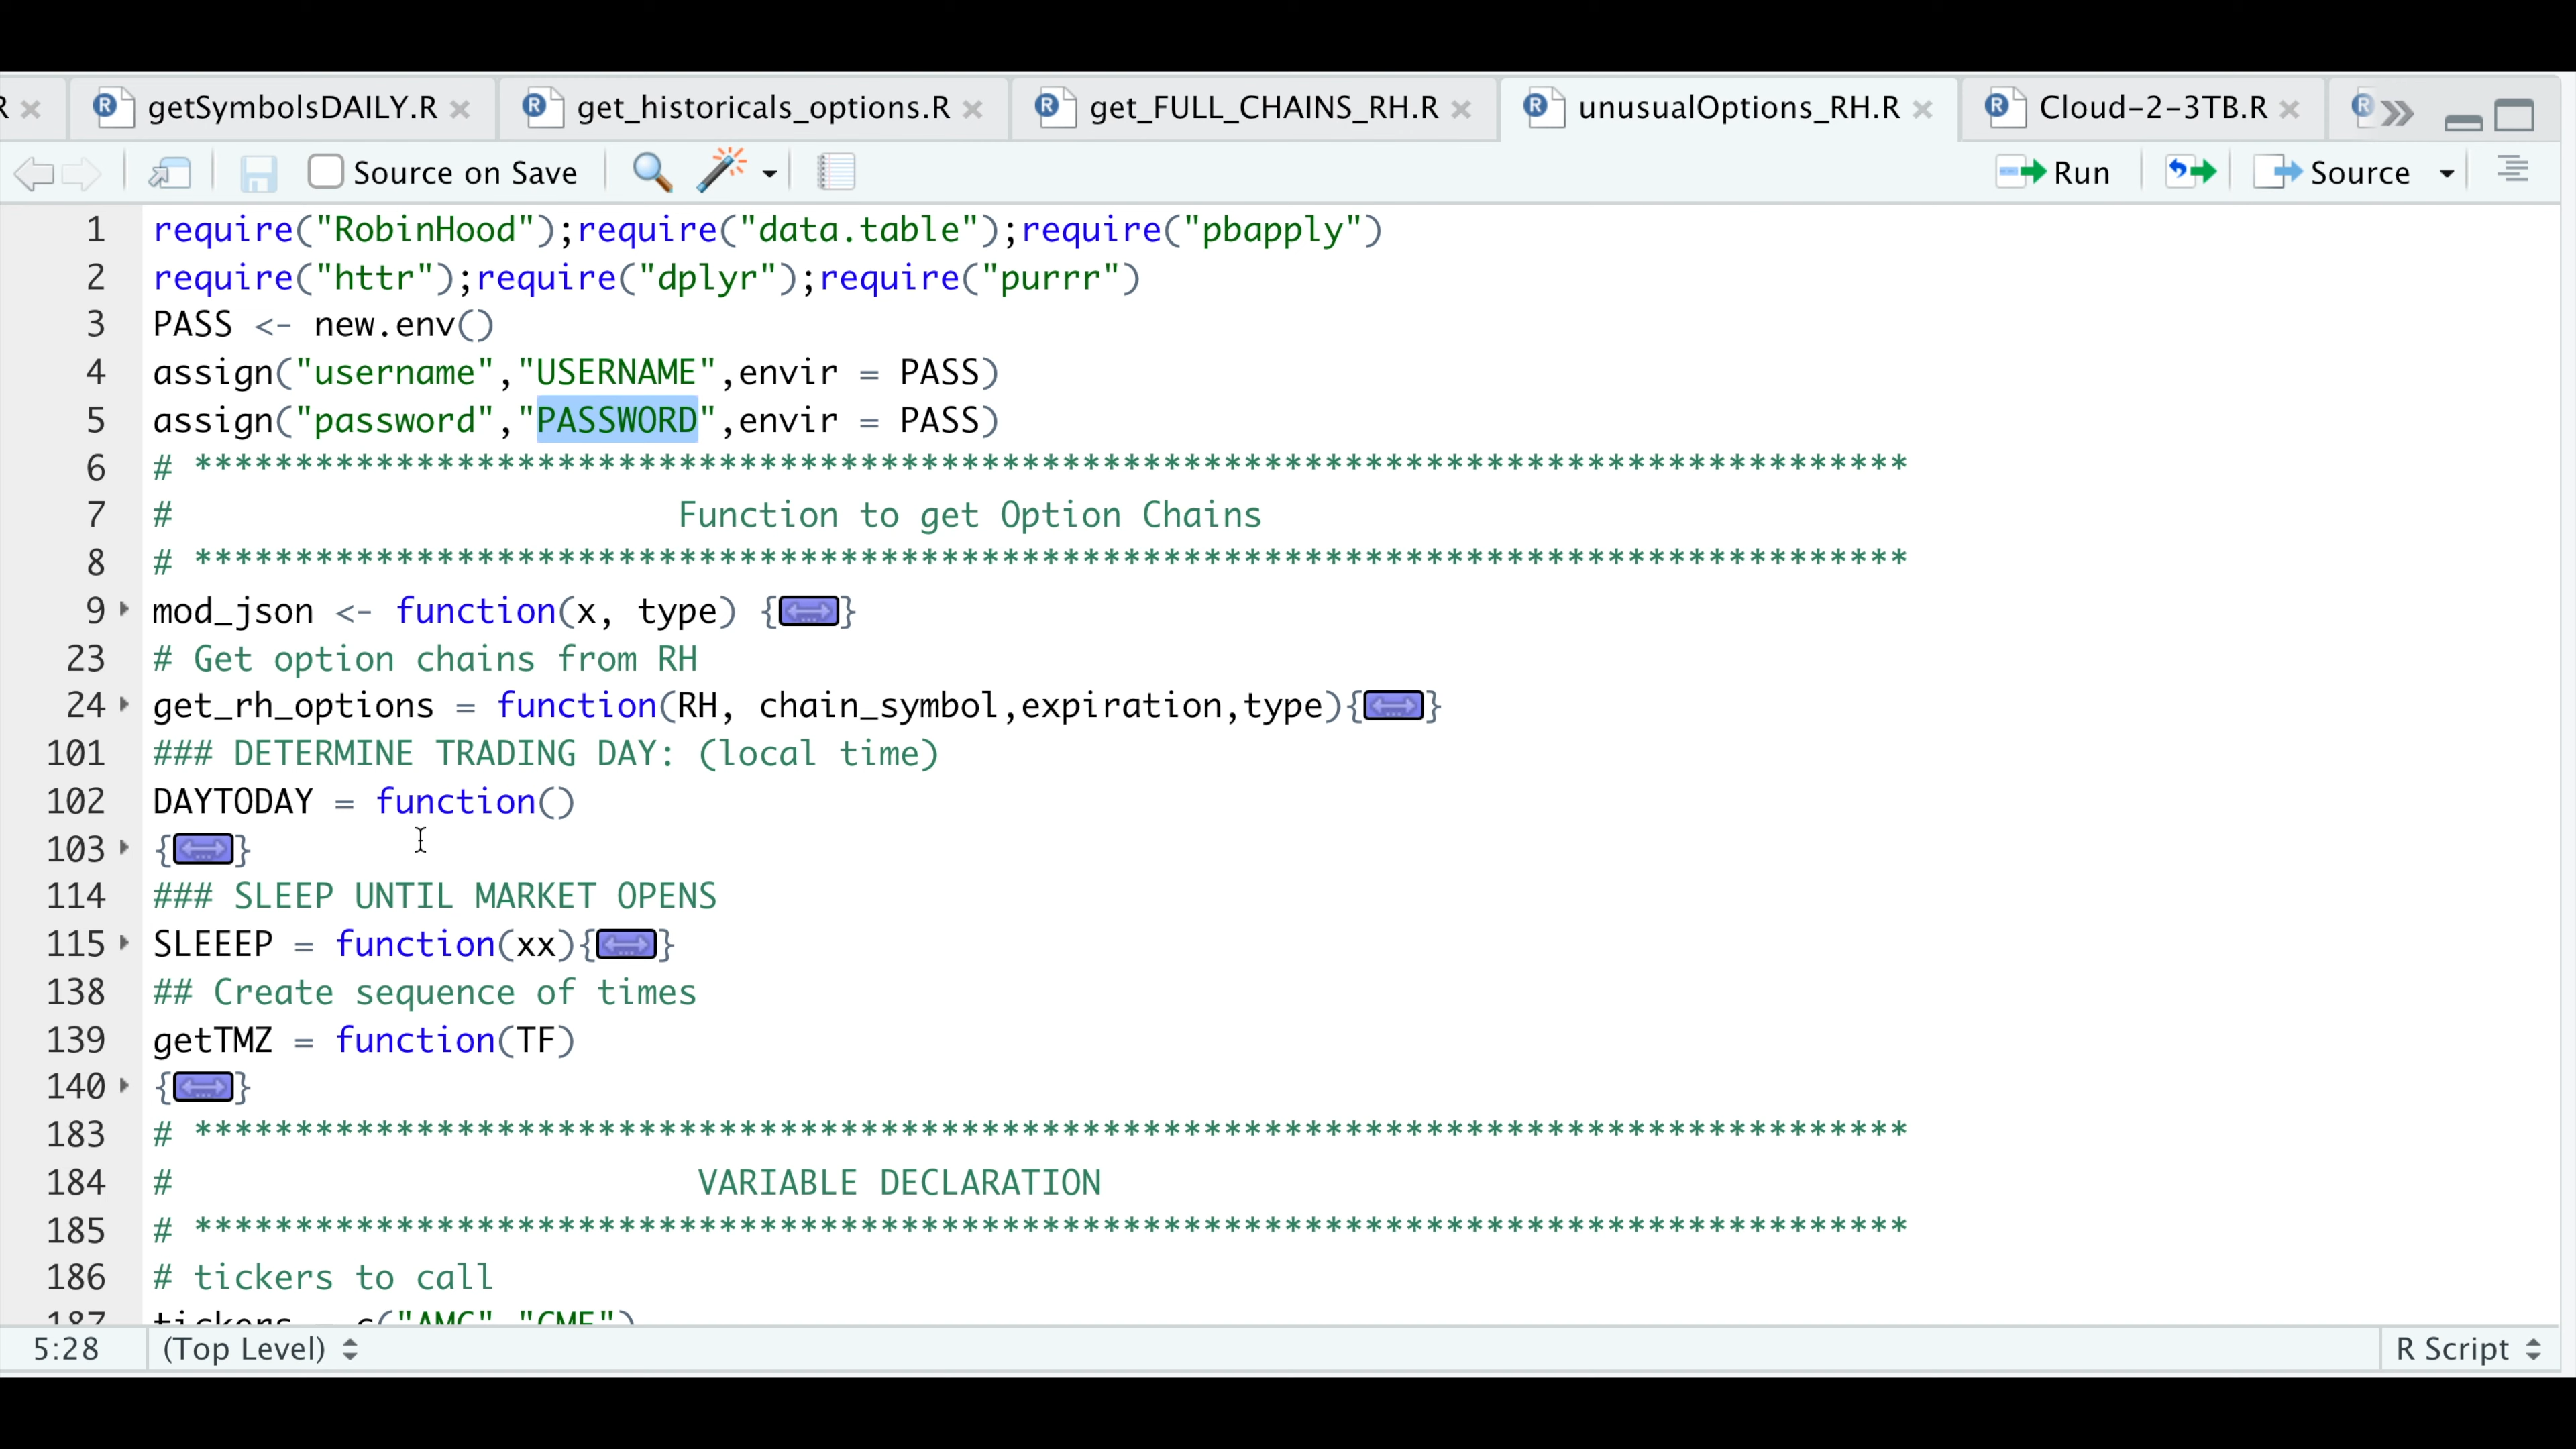 R
getSymbolsDAILY.R
get_historicals_options.R
get_FULL_CHAINS_RH.R
unusualOptions_RH.R
Cloud-2-3TB.R
Source on Save
Run
Source
1 require("RobinHood");require("data.table");require("pbapply")
2 require("httr");require("dplyr");require("purrr")
3 PASS <- new.env()
4 assign("username","USERNAME",envir = PASS)
5 assign("password","PASSWORD",envir = PASS)
6 # *************************************************************************************
7 # Function to get Option Chains
8 # *************************************************************************************
9 mod_json <- function(x, type) {}
23 # Get option chains from RH
24 get_rh_options = function(RH, chain_symbol,expiration,type){}
101 ### DETERMINE TRADING DAY: (local time)
102 DAYTODAY = function()
103 {}
114 ### SLEEP UNTIL MARKET OPENS
115 SLEEEP = function(xx){}
138 ## Create sequence of times
139 getTMZ = function(TF)
140 {}
183 # *************************************************************************************
184 # VARIABLE DECLARATION
185 # *************************************************************************************
186 # tickers to call
187 tickers = c("AMC","GME")
5:28 (Top Level) R Script